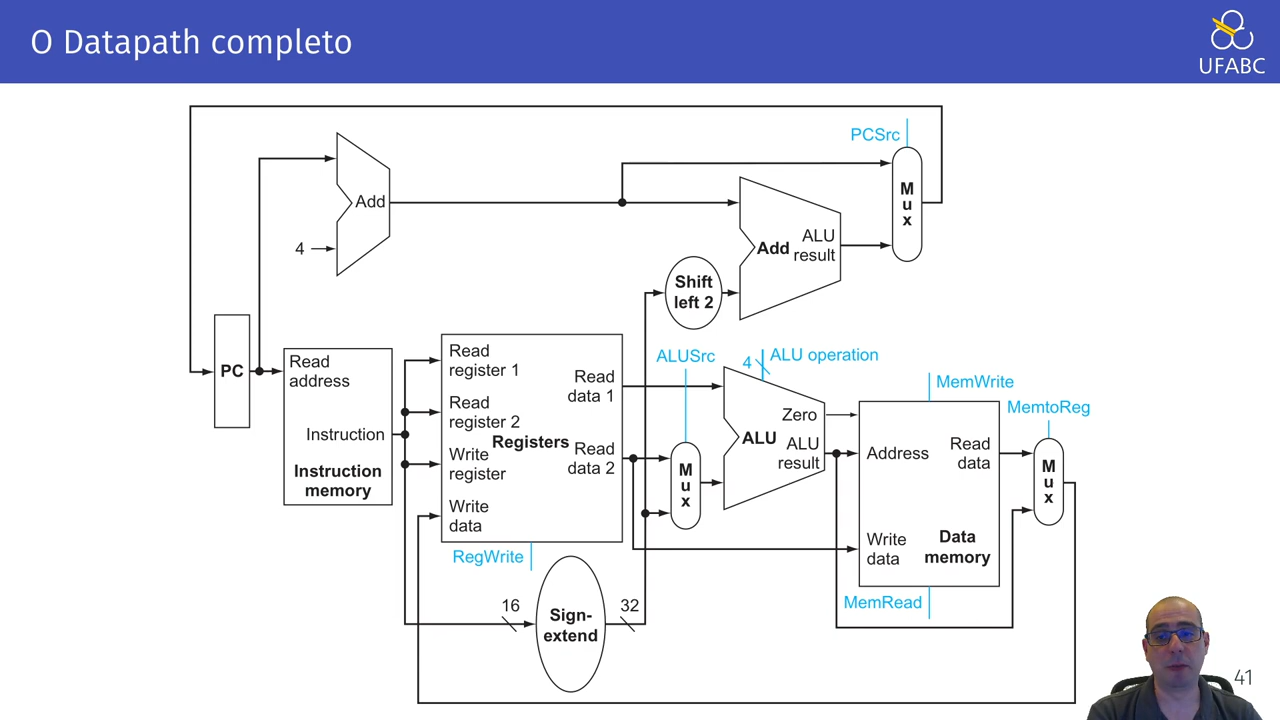 O Datapath completo
UFABC
PCSrc
M
u
x
Add
4
Add
ALU
result
Shift
left 2
PC
Read
address
Instruction
Instruction
memory
Read
register 1
Read
register 2
Write
register
Write
data
Registers
Read
data 1
Read
data 2
RegWrite
16
Sign-
extend
32
ALUSrc
M
u
x
4
ALU operation
Zero
ALU
ALU
result
MemWrite
Address
Read
data
Write
data
Data
memory
MemRead
MemtoReg
M
u
x
41